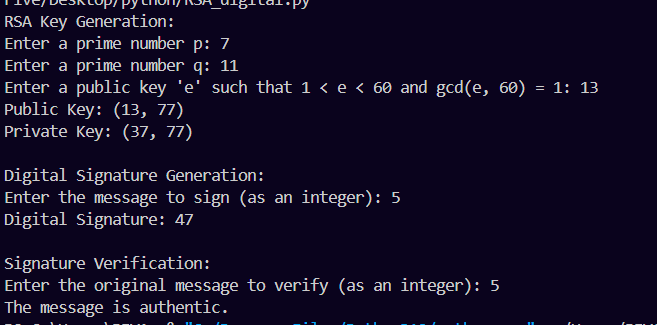 RSA Key Generation:
Enter a prime number p: 7
Enter a prime number q: 11
Enter a public key 'e' such that 1 < e < 60 and gcd(e, 60) = 1: 13
Public Key: (13, 77)
Private Key: (37, 77)
Digital Signature Generation:
Enter the message to sign (as an integer): 5
Digital Signature: 47
Signature Verification:
Enter the original message to verify (as an integer): 5
The message is authentic.